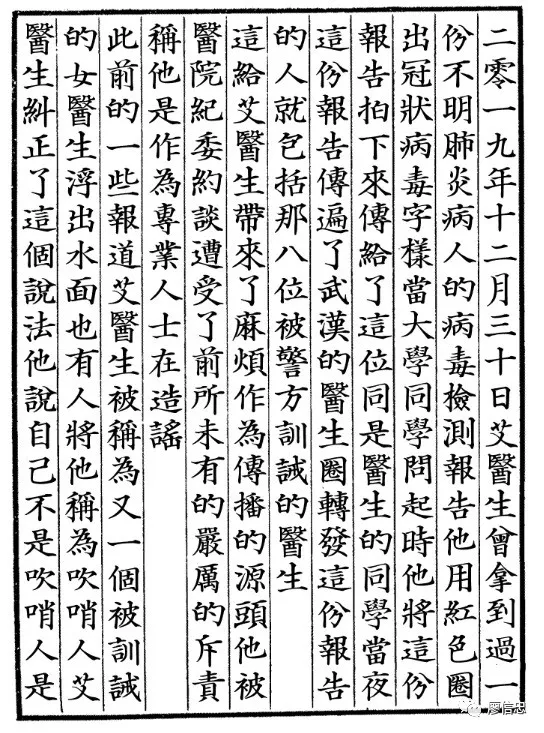 二零一九年十二月三十日艾醫生曾拿到過一
份不明肺炎病人的病毒檢測報告他用紅色圈
出冠狀病毒字樣當大學同學問起時他將這份
報告拍下來傳給了這位同是醫生的同學當夜
這份報告傳遍了武漢的醫生圈轉發這份報告
的人就包括那八位被警方訓誡的醫生
這給艾醫生帶來了麻煩作為傳播的源頭他被
醫院紀委約談遭受了前所未有的嚴厲的斥責
稱他是作為專業人士在造謠
此前的一些報道艾醫生被稱為又一個被訓誡
的女醫生浮出水面也有人將他稱為吹哨人艾
醫生糾正了這個說法他說自己不是吹哨人是
廖信忠